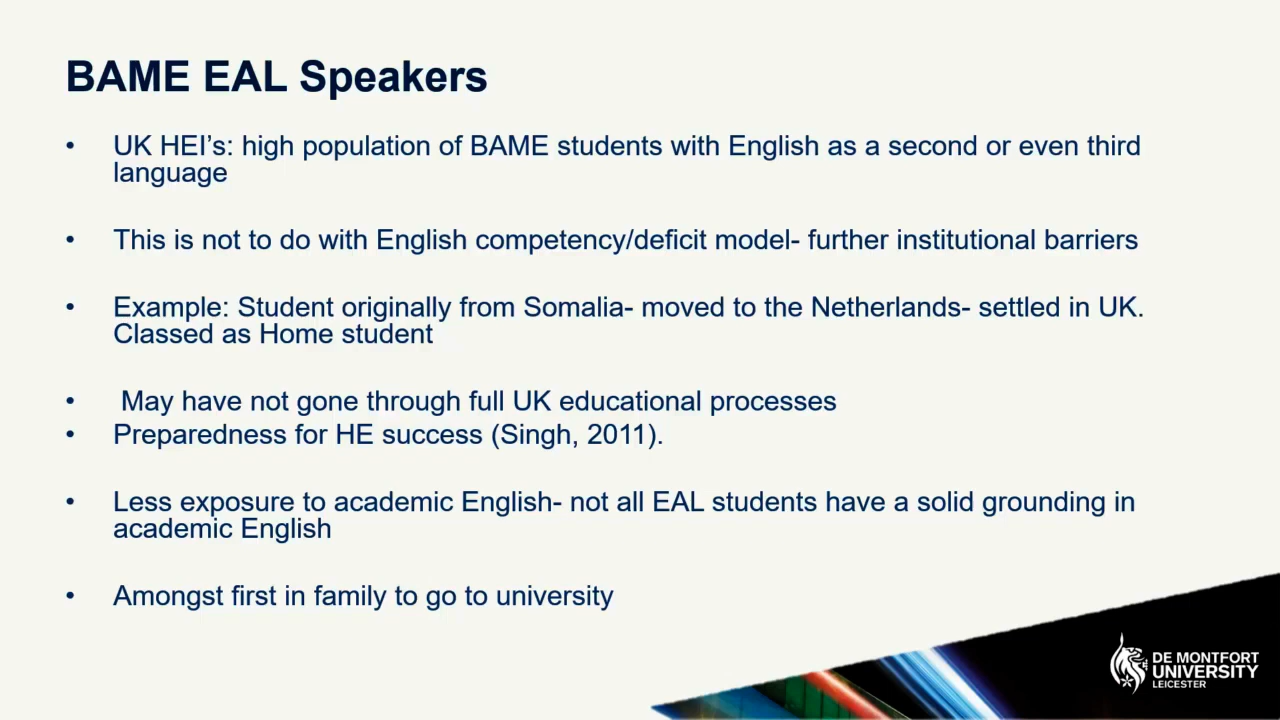 BAME EAL Speakers
• UK HEI's: high population of BAME students with English as a second or even third
language
• This is not to do with English competency/deficit model- further institutional barriers
• Example: Student originally from Somalia- moved to the Netherlands- settled in UK.
Classed as Home student
• May have not gone through full UK educational processes
• Preparedness for HE success (Singh, 2011).
• Less exposure to academic English- not all EAL students have a solid grounding in
academic English
• Amongst first in family to go to university
DE MONTFORT
UNIVERSITY
LEICESTER